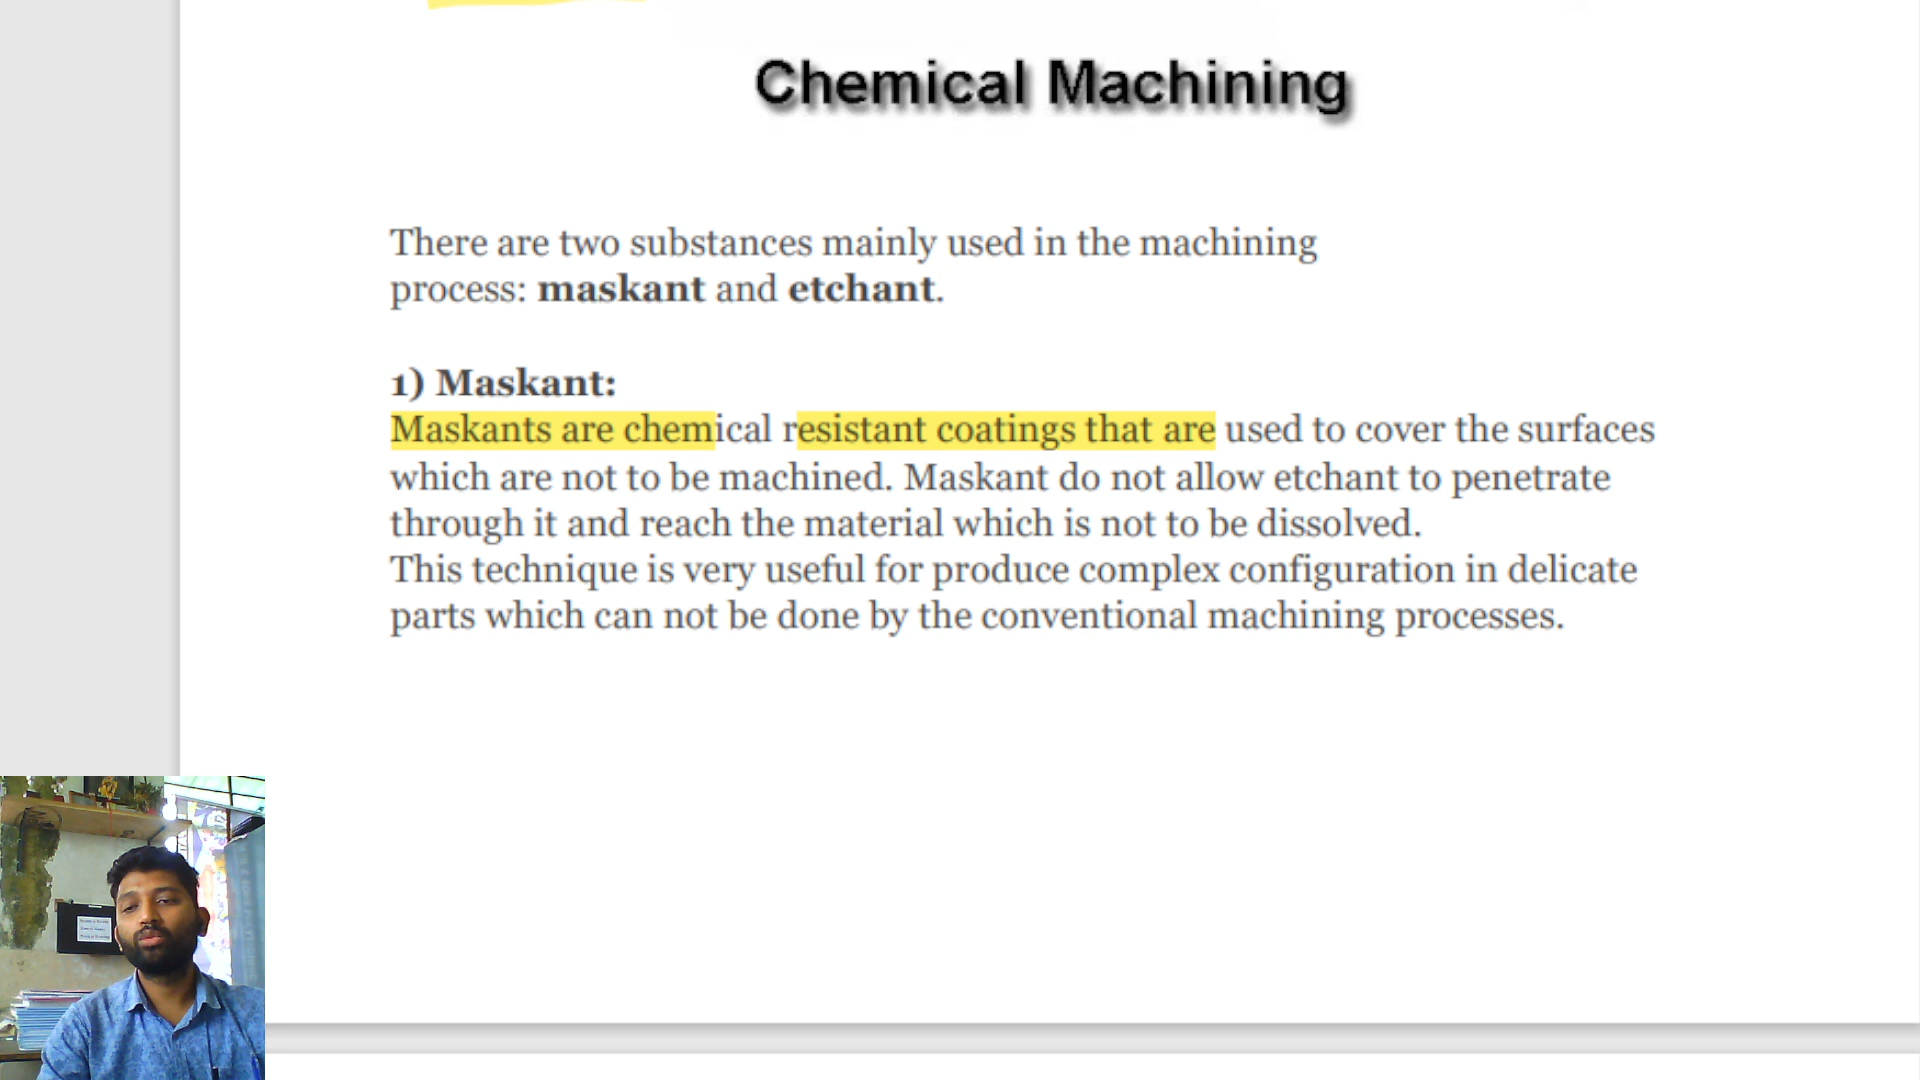 Chemical Machining
There are two substances mainly used in the machining
process: maskant and etchant.
1) Maskant:
Maskants are chemical resistant coatings that are used to cover the surfaces
which are not to be machined. Maskant do not allow etchant to penetrate
through it and reach the material which is not to be dissolved.
This technique is very useful for produce complex configuration in delicate
parts which can not be done by the conventional machining processes.